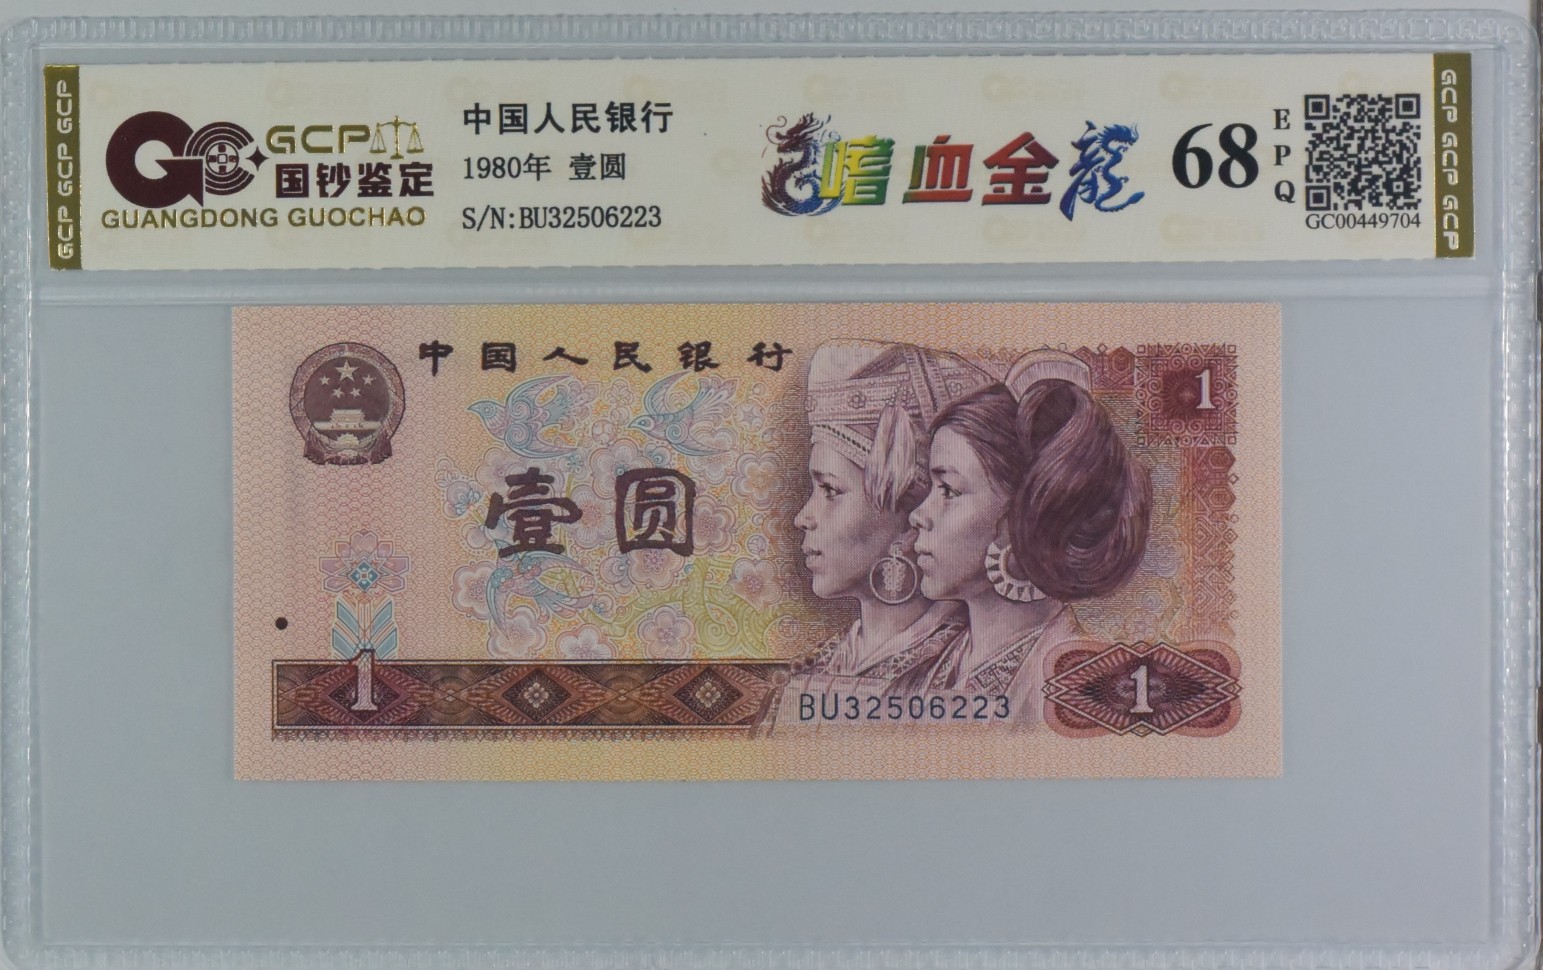 GCP GCP GCP
GCP
国钞鉴定
GUANGDONG GUOCHAO
中国人民银行
1980年 壹圆
S/N:BU32506223
嗜血金龍
68
E
P
Q
GC00449704
GCP GCP GCP
中国人民银行
1
壹圆
1
BU32506223
1